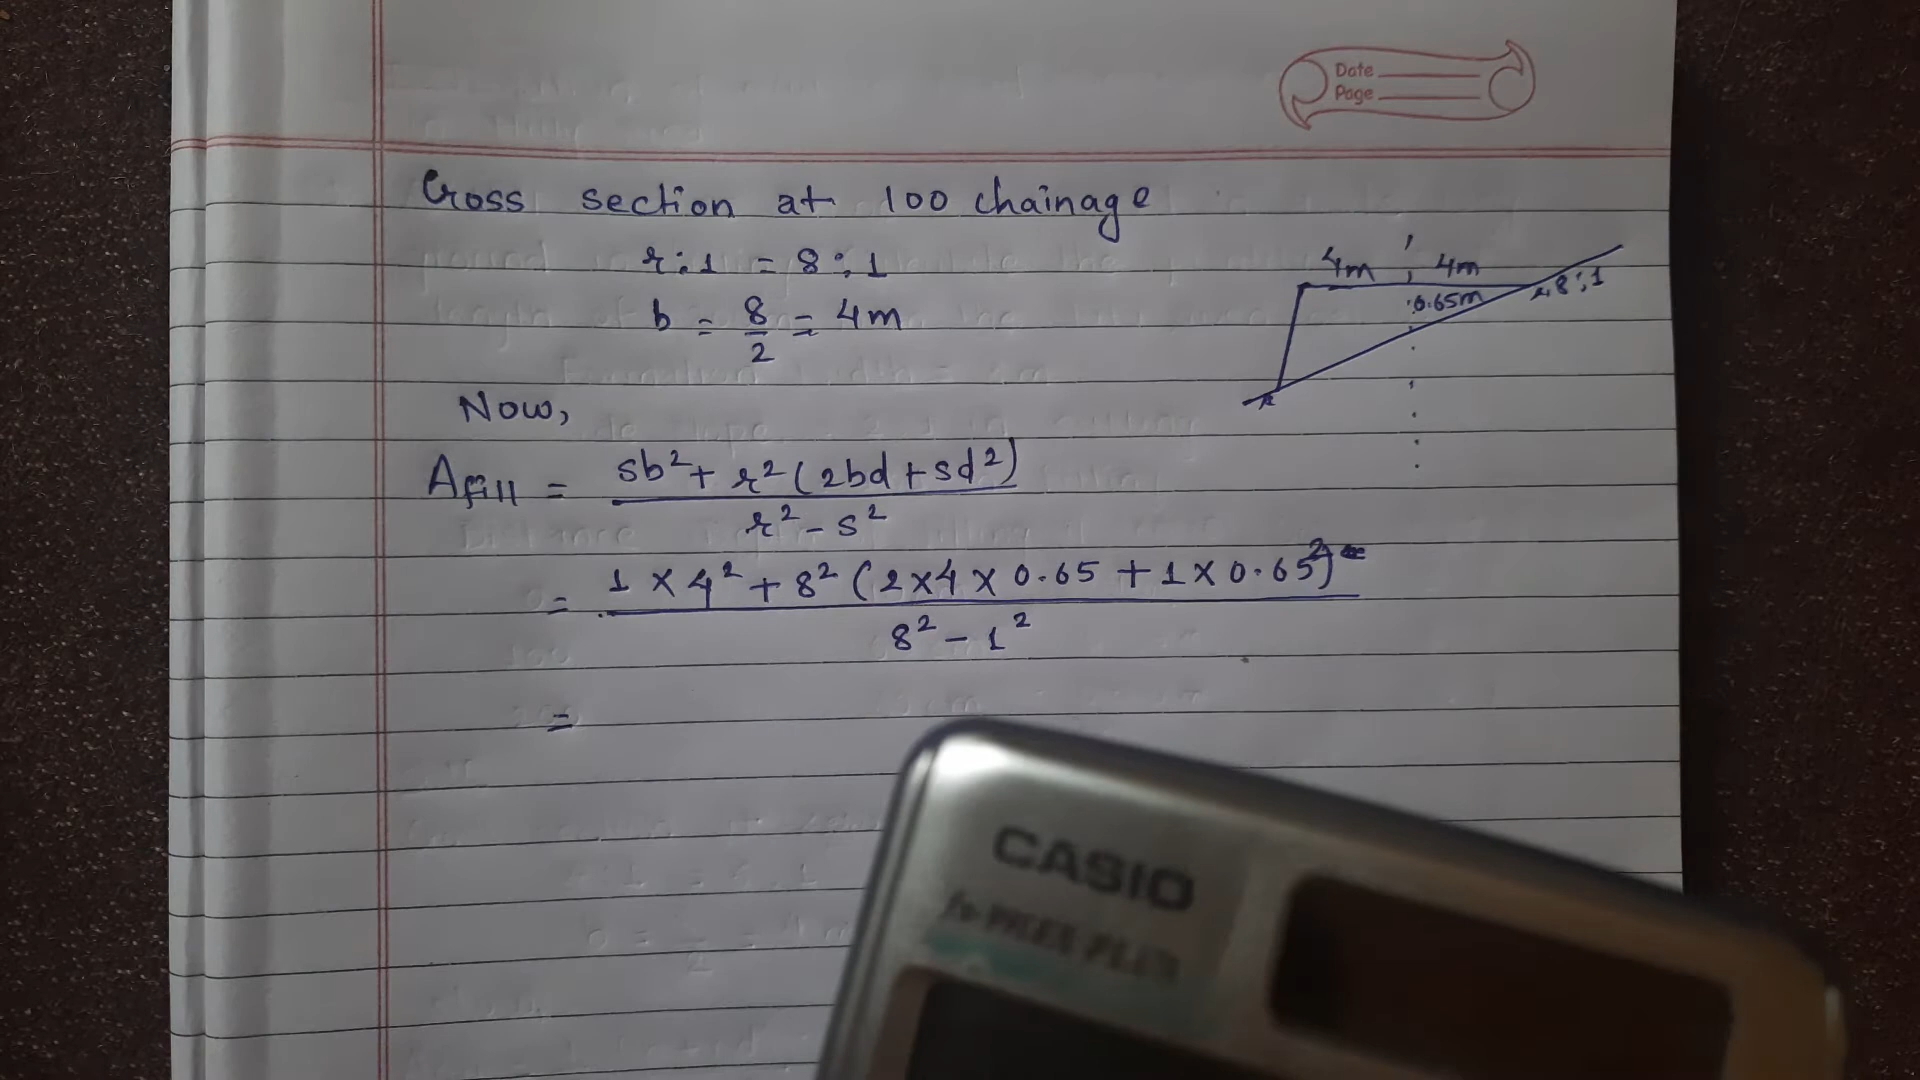 Date
Page
Cross section at 100 chainage
r:1 = 8:1
b = 8/2 = 4m
4m 4m
0.65m
8:1
Now,
Afill = sb²+ r²(2bd+sd²)
r²-s²
= 1 × 4² + 8² (2×4 × 0.65 + 1 × 0.65²)
8² - 1²
=
CASIO